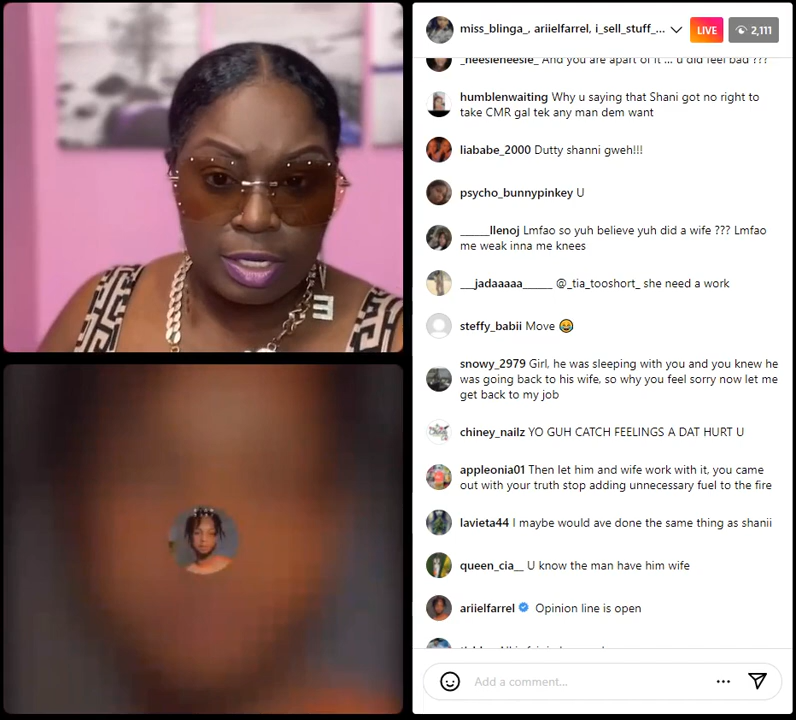 miss_blinga_, ariielfarrel, i_sell_stuff_...
LIVE
2,111
_neesieneesie_ And you are apart of it ... u did feel bad ???
humblenwaiting Why u saying that Shani got no right to
take CMR gal tek any man dem want
liababe_2000 Dutty shanni gweh!!!
psycho_bunnypinkey U
_____llenoj Lmfao so yuh believe yuh did a wife ??? Lmfao
me weak inna me knees
___jadaaaaa_____ @_tia_tooshort_ she need a work
steffy_babii Move 😂
snowy_2979 Girl, he was sleeping with you and you knew he
was going back to his wife, so why you feel sorry now let me
get back to my job
chiney_nailz YO GUH CATCH FEELINGS A DAT HURT U
appleonia01 Then let him and wife work with it, you came
out with your truth stop adding unnecessary fuel to the fire
lavieta44 I maybe would ave done the same thing as shanii
queen_cia__ U know the man have him wife
ariielfarrel Opinion line is open
Add a comment...